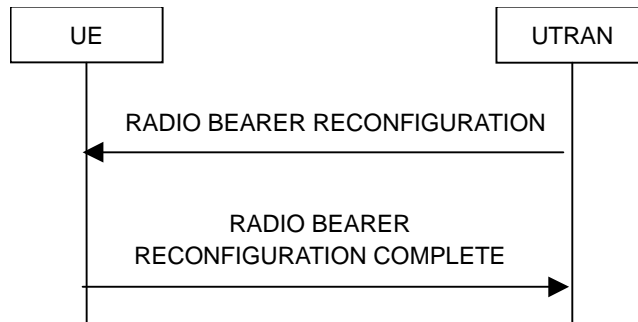 UE
UTRAN
RADIO BEARER RECONFIGURATION
RADIO BEARER
RECONFIGURATION COMPLETE